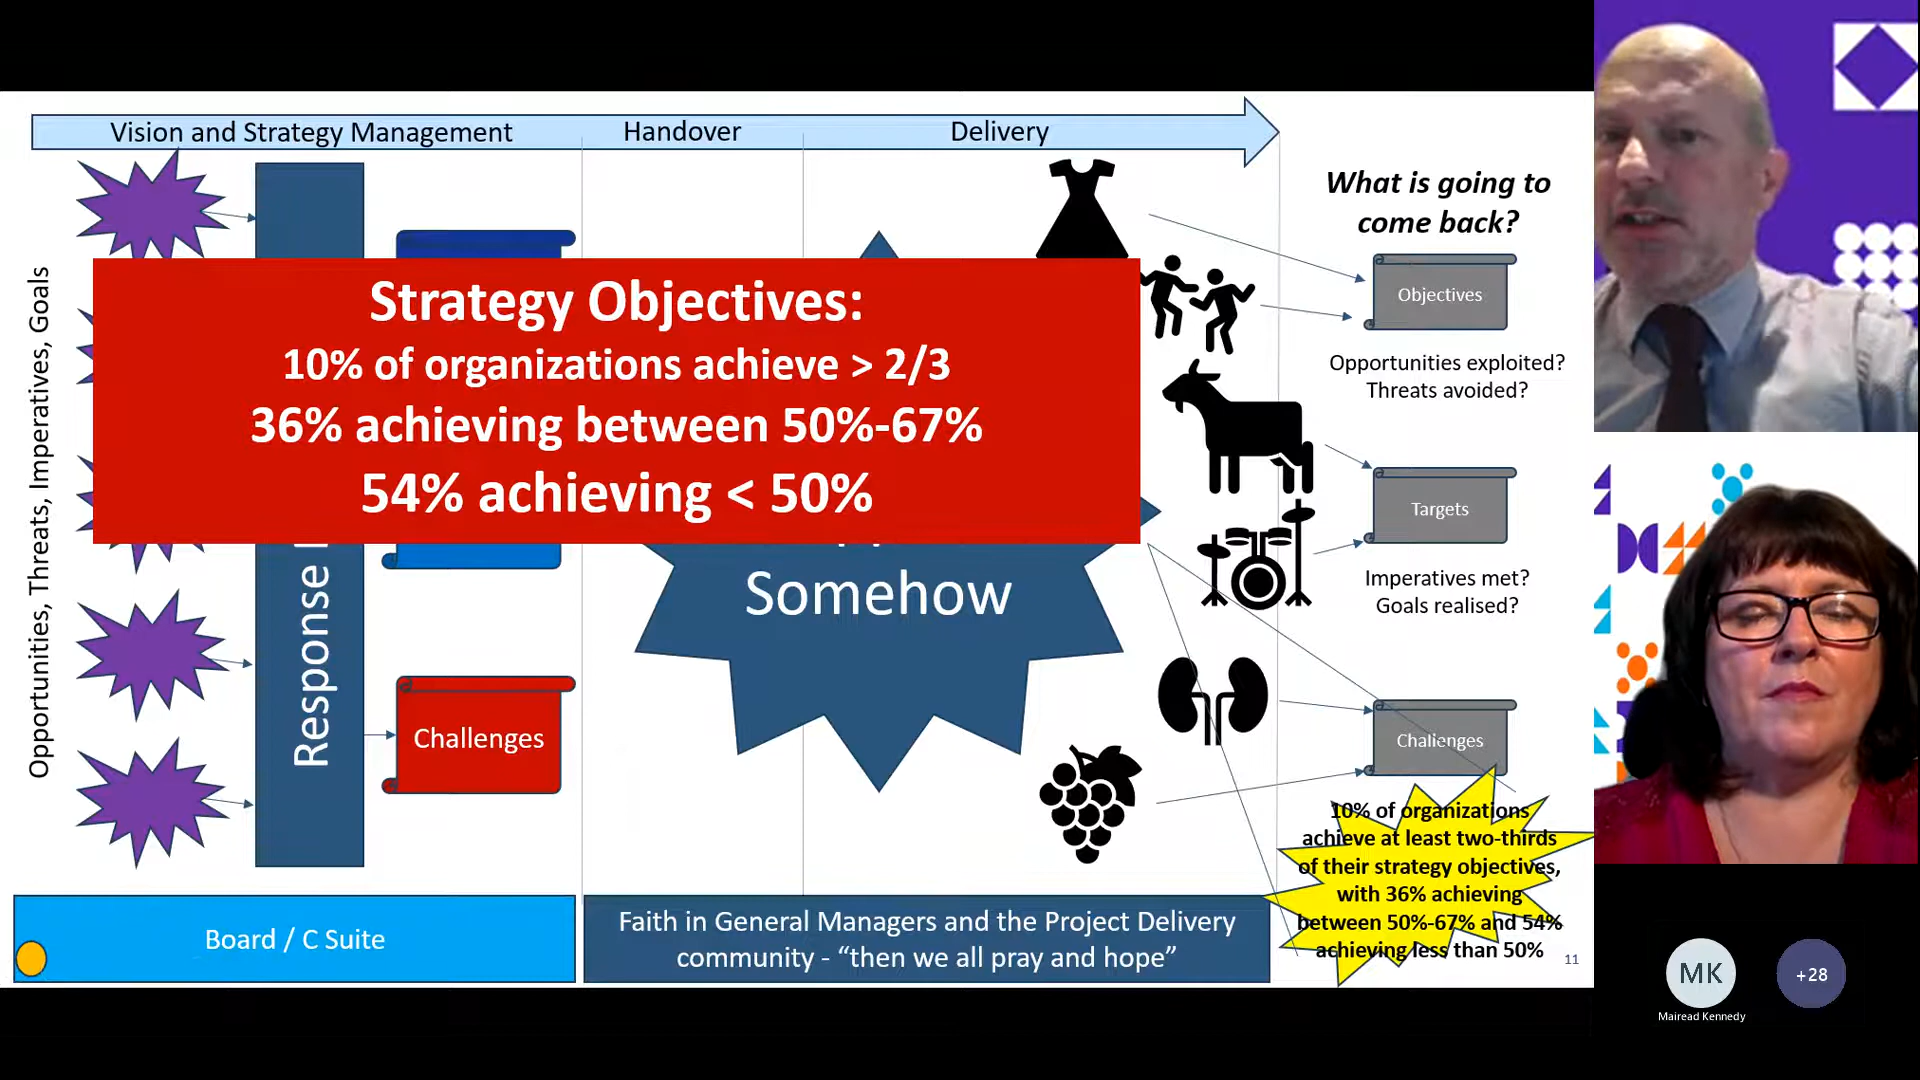 Vision and Strategy Management
Handover
Delivery
What is going to
come back?
Opportunities, Threats, Imperatives, Goals
Response
Strategy Objectives:
10% of organizations achieve > 2/3
36% achieving between 50%-67%
54% achieving < 50%
Somehow
Challenges
Objectives
Opportunities exploited?
Threats avoided?
Targets
Imperatives met?
Goals realised?
Challenges
10% of organizations
achieve at least two-thirds
of their strategy objectives,
with 36% achieving
between 50%-67% and 54%
achieving less than 50%
Board / C Suite
Faith in General Managers and the Project Delivery
community - “then we all pray and hope”
11
MK
+28
Mairead Kennedy